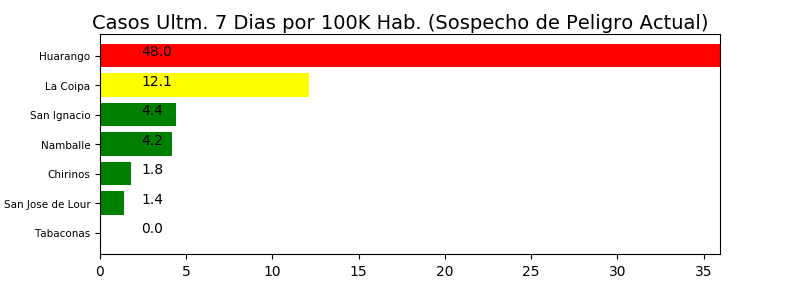 Casos Ultm. 7 Dias por 100K Hab. (Sospecho de Peligro Actual)
Huarango 48.0
La Coipa 12.1
San Ignacio 4.4
Namballe 4.2
Chirinos 1.8
San Jose de Lour 1.4
Tabaconas 0.0
0 5 10 15 20 25 30 35